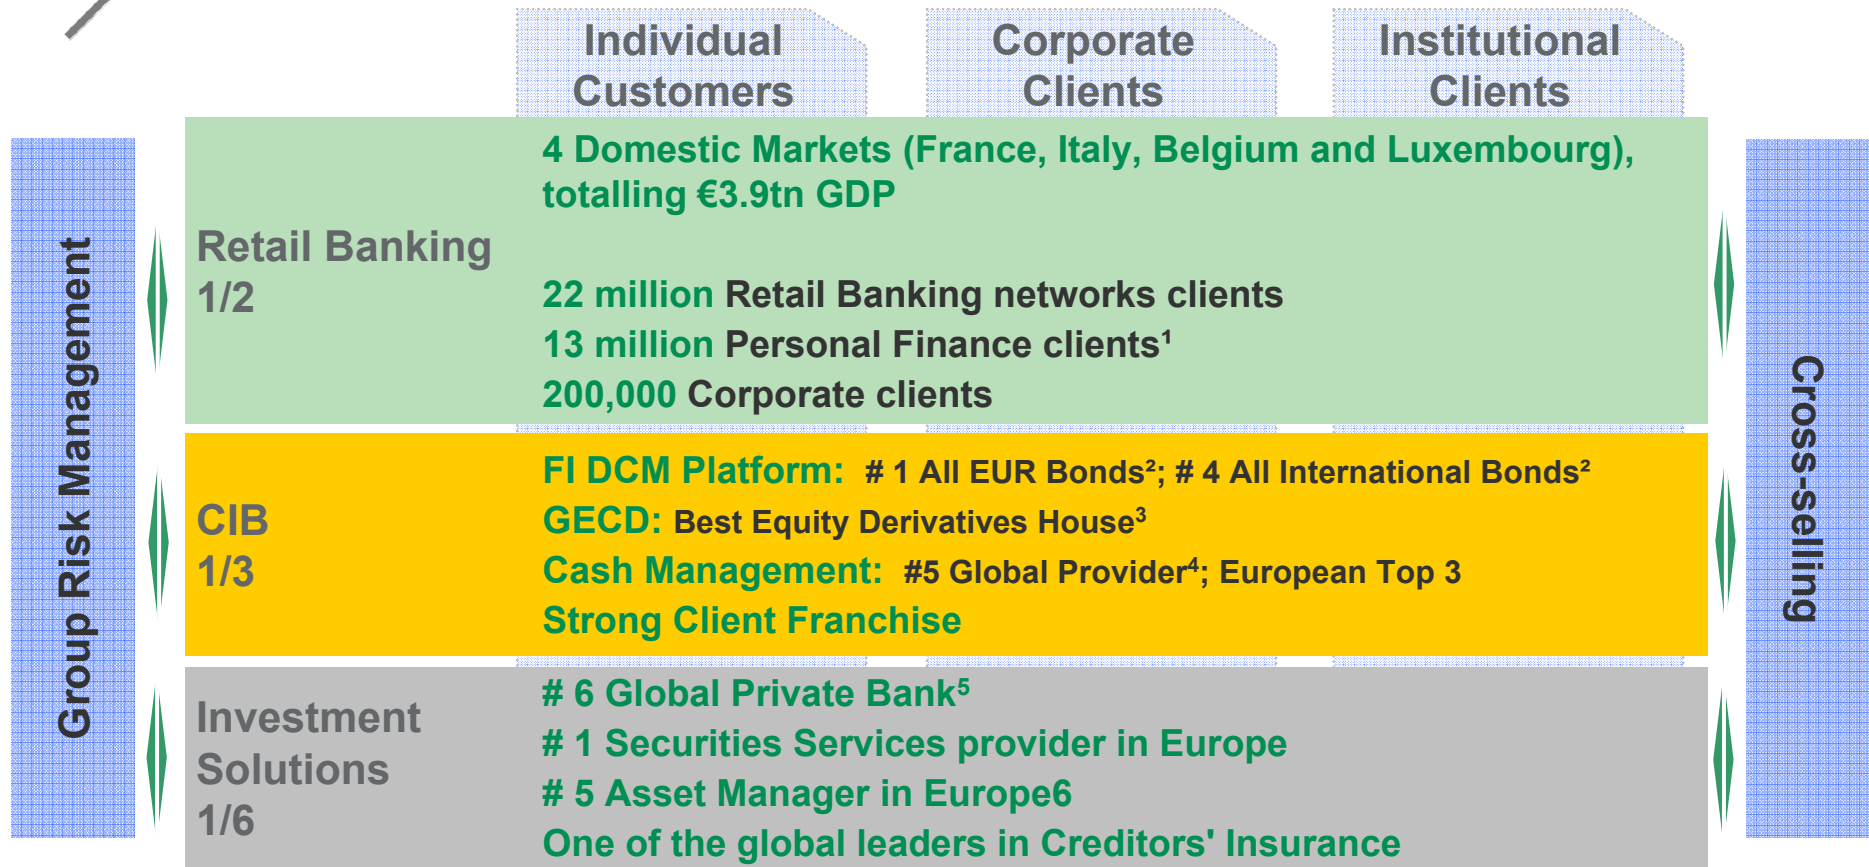 Individual
Customers
Corporate
Clients
Institutional
Clients
Group Risk Management
Retail Banking
1/2
4 Domestic Markets (France, Italy, Belgium and Luxembourg),
totalling €3.9tn GDP
22 million Retail Banking networks clients
13 million Personal Finance clients¹
200,000 Corporate clients
CIB
1/3
FI DCM Platform: # 1 All EUR Bonds²; # 4 All International Bonds²
GECD: Best Equity Derivatives House³
Cash Management: #5 Global Provider⁴; European Top 3
Strong Client Franchise
Investment
Solutions
1/6
# 6 Global Private Bank⁵
# 1 Securities Services provider in Europe
# 5 Asset Manager in Europe6
One of the global leaders in Creditors' Insurance
Cross-selling